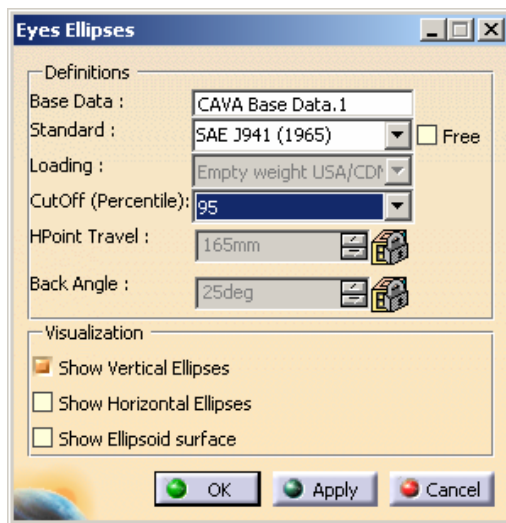 Eyes Ellipses
Definitions
Base Data : CAVA Base Data.1
Standard : SAE J941 (1965) Free
Loading : Empty weight USA/CDN
CutOff (Percentile): 95
HPoint Travel : 165mm
Back Angle : 25deg
Visualization
Show Vertical Ellipses
Show Horizontal Ellipses
Show Ellipsoid surface
OK Apply Cancel